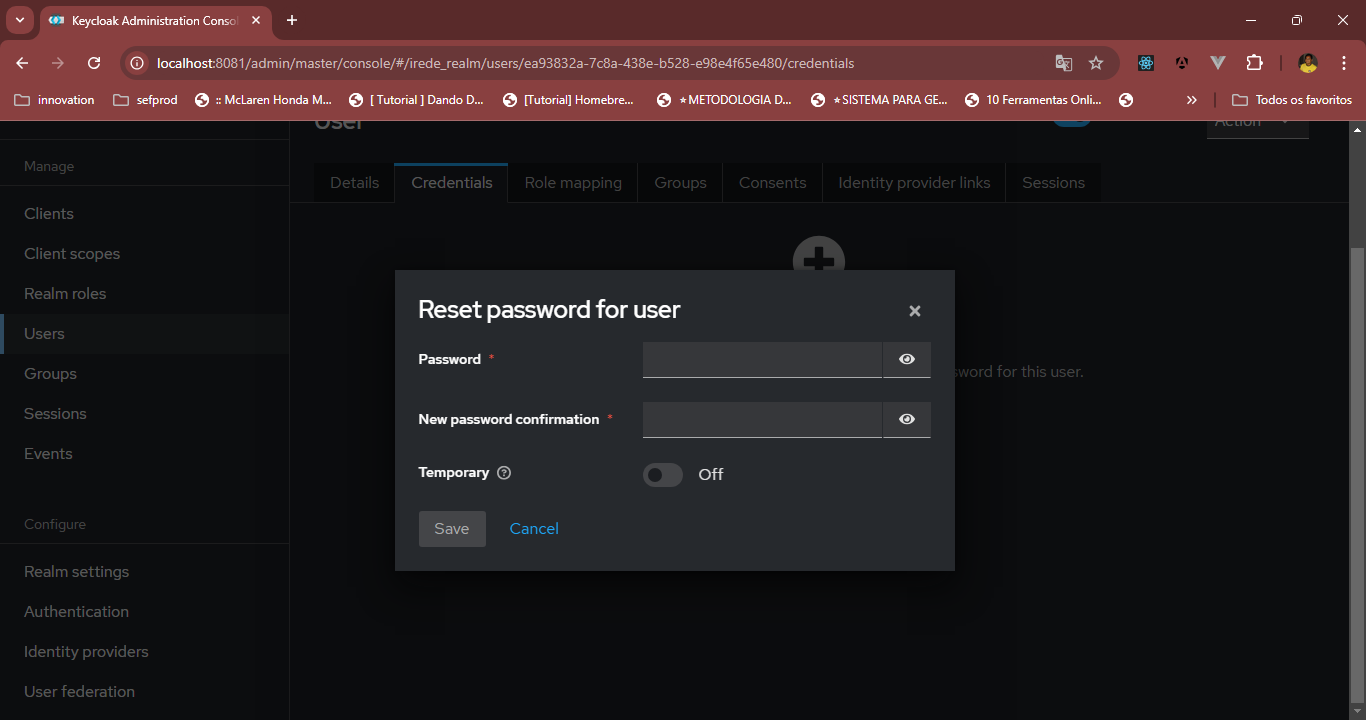 Keycloak Administration Consol
localhost:8081/admin/master/console/#/irede_realm/users/ea93832a-7c8a-438e-b528-e98e4f65e480/credentials
innovation sefprod :: McLaren Honda M... [ Tutorial ] Dando D... [Tutorial] Homebre... ★METODOLOGIA D... ★SISTEMA PARA GE... 10 Ferramentas Onli... Todos os favoritos
User Action
Manage
Details Credentials Role mapping Groups Consents Identity provider links Sessions
Clients
Client scopes
Realm roles
Users
Groups
Sessions
Events
Configure
Realm settings
Authentication
Identity providers
User federation
Reset password for user
Password *
sword for this user.
New password confirmation *
Temporary Off
Save Cancel